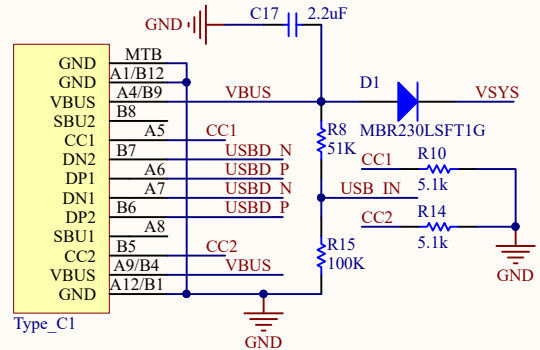 GND C17 2.2uF
GND MTB
GND A1/B12
VBUS A4/B9 VBUS D1 VSYS
SBU2 B8
MBR230LSFT1G
CC1 A5 CC1
R8
51K
DN2 B7 USBD_N
CC1 R10
5.1k
DP1 A6 USBD_P
DN1 A7 USBD_N USB_IN
DP2 B6 USBD_P
CC2 R14
5.1k
SBU1 A8
CC2 B5 CC2
R15
100K
VBUS A9/B4 VBUS
GND A12/B1
GND
Type_C1
GND